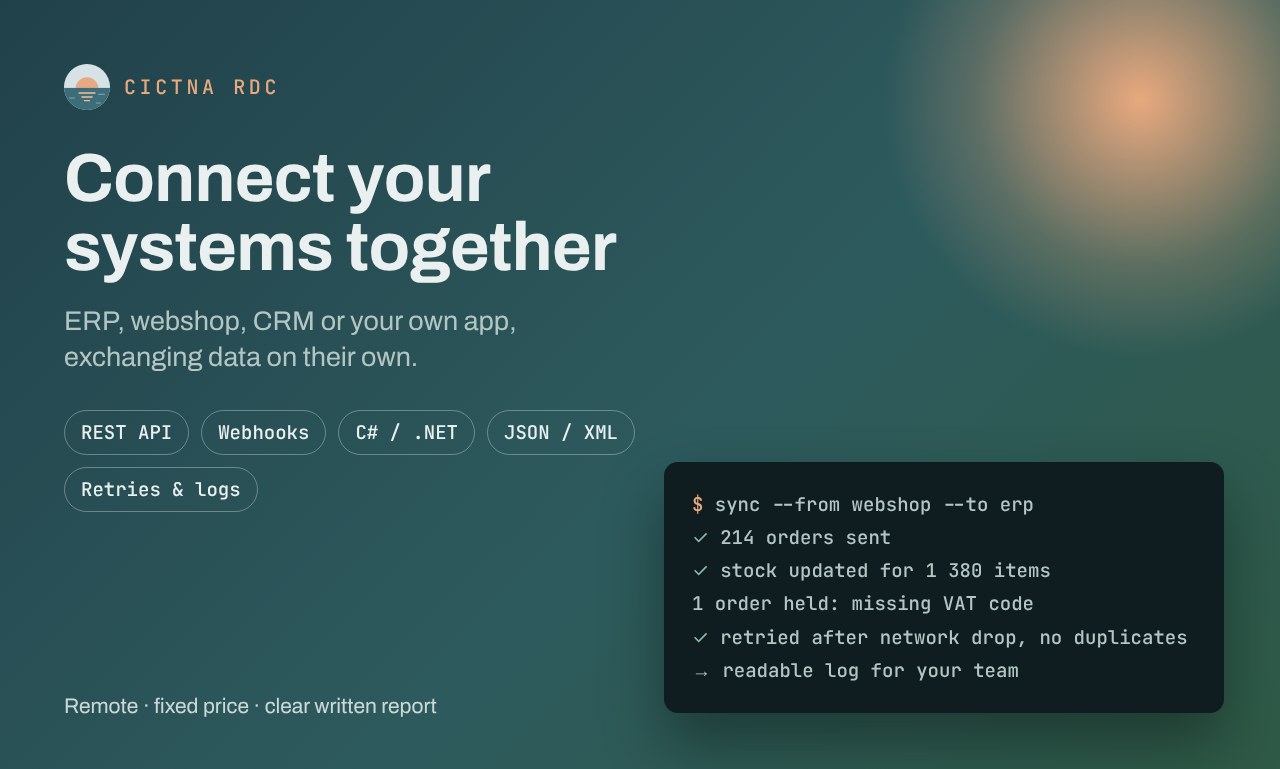 CICTNA RDC
Connect your
systems together
ERP, webshop, CRM or your own app,
exchanging data on their own.
REST API
Webhooks
C# / .NET
JSON / XML
Retries & logs
$ sync --from webshop --to erp
✓ 214 orders sent
✓ stock updated for 1 380 items
1 order held: missing VAT code
✓ retried after network drop, no duplicates
→ readable log for your team
Remote · fixed price · clear written report